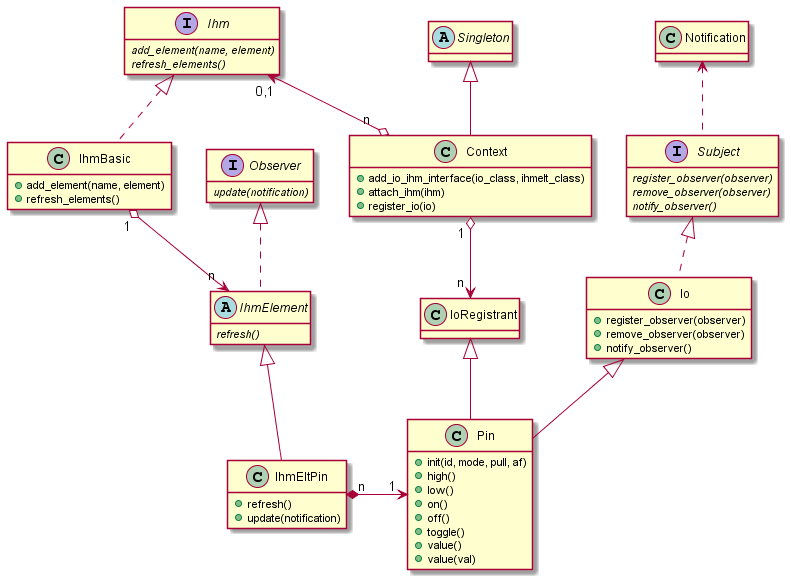 I Ihm
add_element(name, element)
refresh_elements()
A Singleton
C Notification
0,1
n
C IhmBasic
add_element(name, element)
refresh_elements()
1
I Observer
update(notification)
C Context
add_io_ihm_interface(io_class, ihmelt_class)
attach_ihm(ihm)
register_io(io)
1
I Subject
register_observer(observer)
remove_observer(observer)
notify_observer()
n
n
A IhmElement
refresh()
C IoRegistrant
C Io
register_observer(observer)
remove_observer(observer)
notify_observer()
C IhmEltPin
refresh()
update(notification)
n
1
C Pin
init(id, mode, pull, af)
high()
low()
on()
off()
toggle()
value()
value(val)